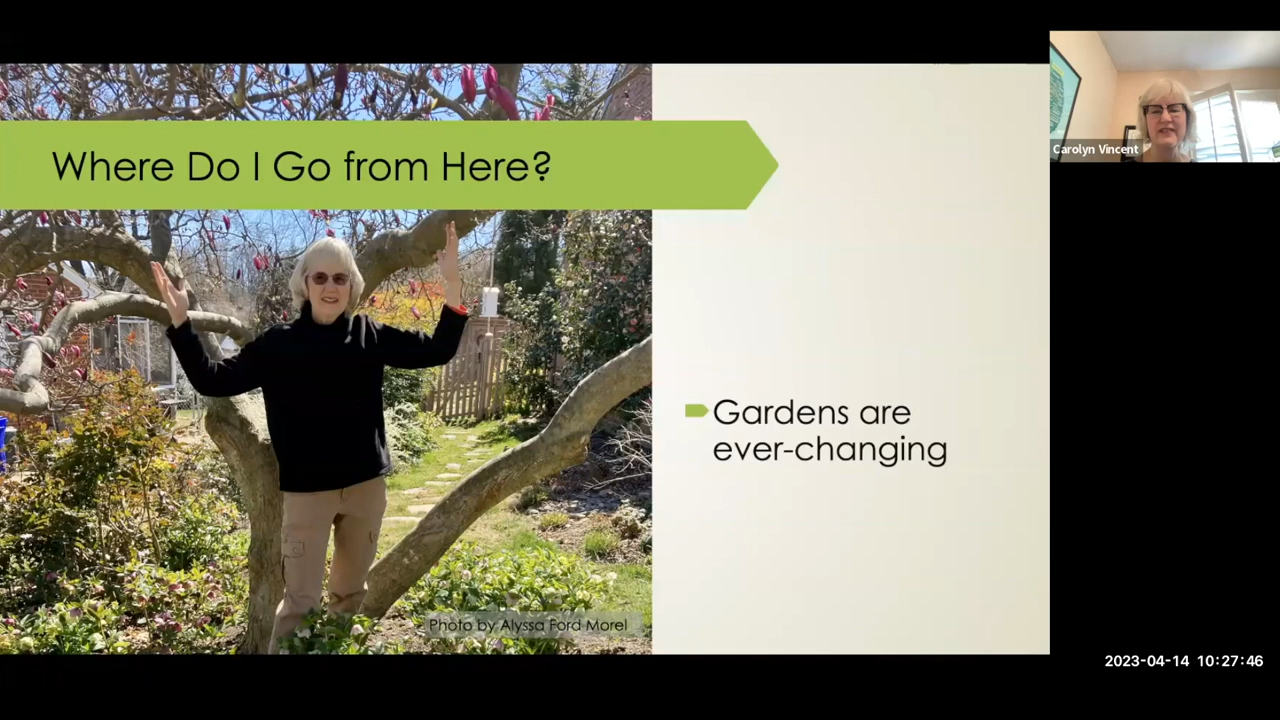 Where Do I Go from Here?
Carolyn Vincent
Gardens are
ever-changing
Photo by Alyssa Ford Morel
2023-04-14 10:27:46